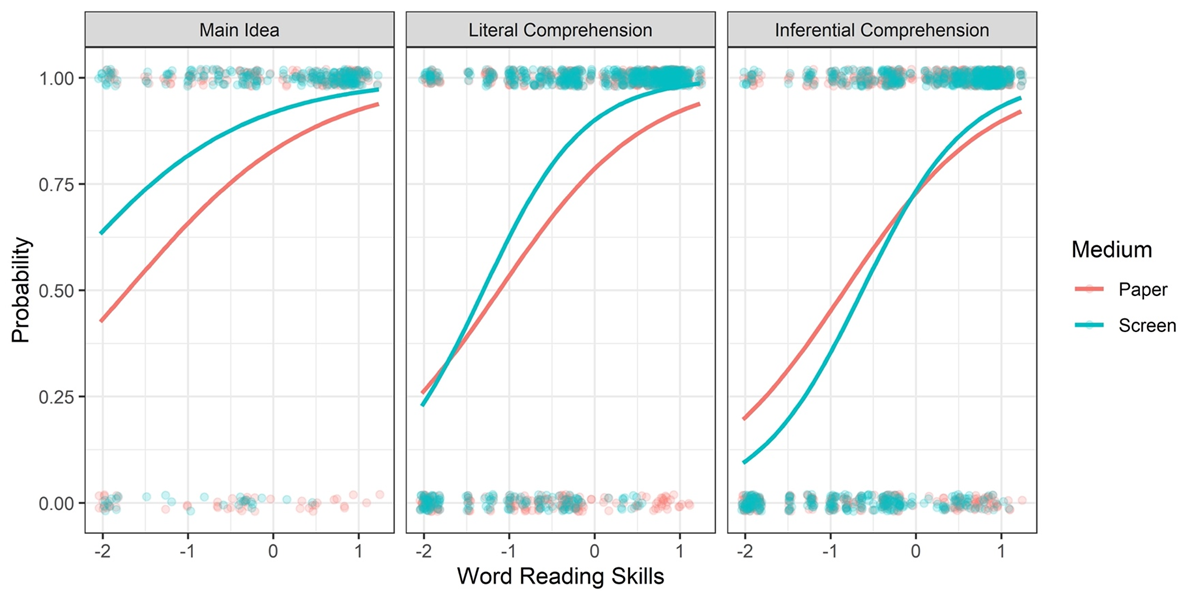 Main Idea
Literal Comprehension
Inferential Comprehension
1.00
0.75
0.50
0.25
0.00
Probability
-2 -1 0 1
-2 -1 0 1
-2 -1 0 1
Word Reading Skills
Medium
Paper
Screen